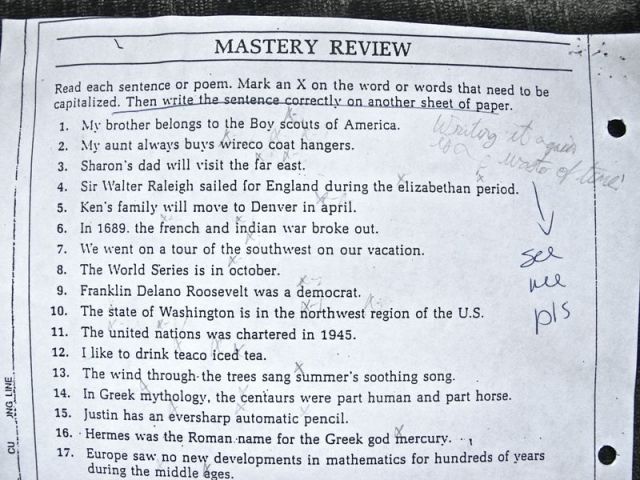 MASTERY REVIEW
Read each sentence or poem. Mark an X on the word or words that need to be
capitalized. Then write the sentence correctly on another sheet of paper.
1. My brother belongs to the Boy scouts of America.
2. My aunt always buys wireco coat hangers.
3. Sharon's dad will visit the far east.
4. Sir Walter Raleigh sailed for England during the elizabethan period.
5. Ken's family will move to Denver in april.
6. In 1689. the french and indian war broke out.
7. We went on a tour of the southwest on our vacation.
8. The World Series is in october.
9. Franklin Delano Roosevelt was a democrat.
10. The state of Washington is in the northwest region of the U.S.
11. The united nations was chartered in 1945.
12. I like to drink teaco iced tea.
13. The wind through the trees sang summer's soothing song.
14. In Greek mythology, the centaurs were part human and part horse.
15. Justin has an eversharp automatic pencil.
16. Hermes was the Roman name for the Greek god mercury.
17. Europe saw no new developments in mathematics for hundreds of years
during the middle ages.
Writing it again
is a waste of time!
see
me
pls
LINE
CU